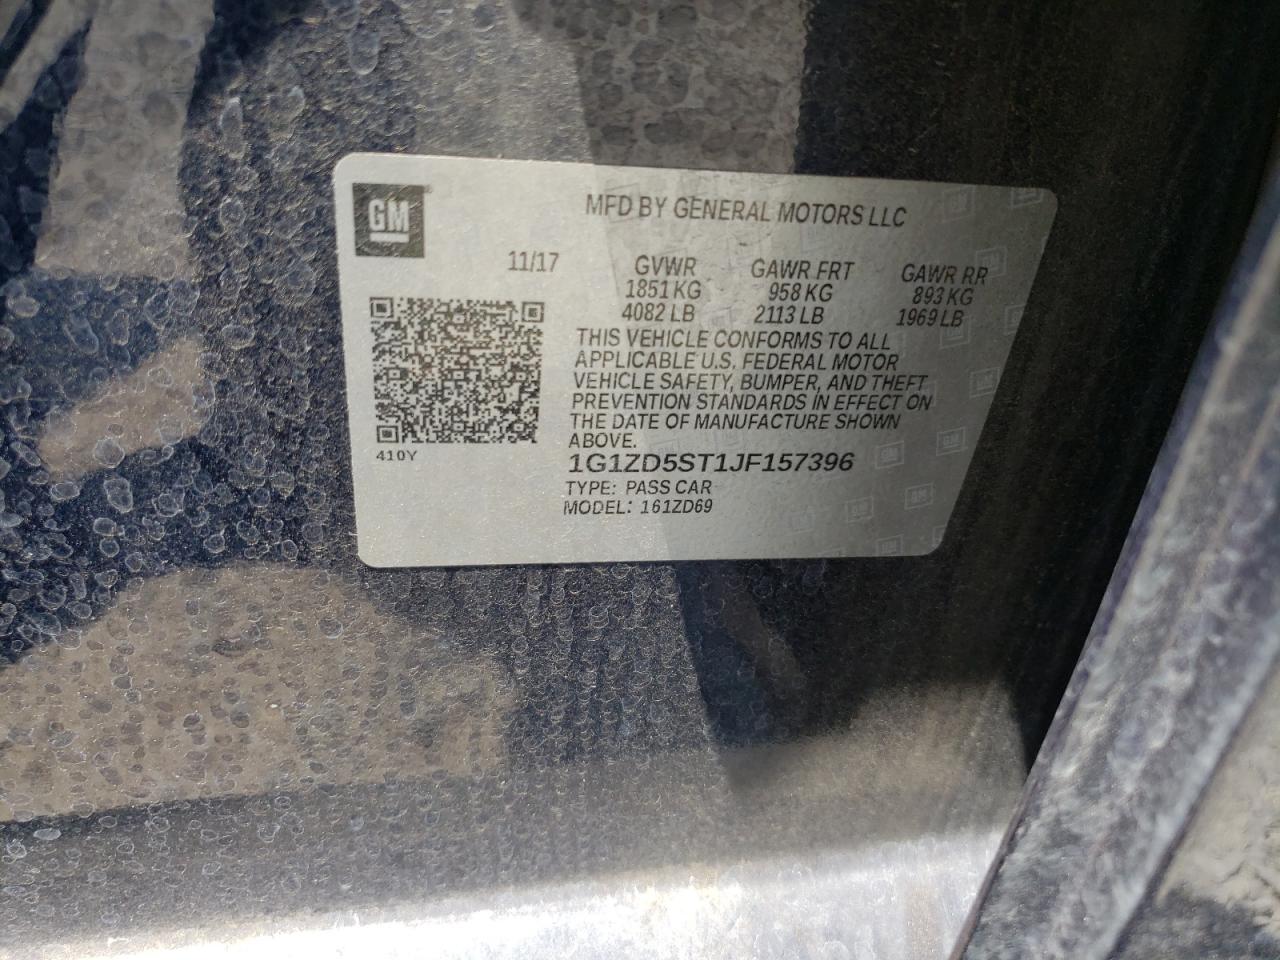 GM
MFD BY GENERAL MOTORS LLC
11/17 GVWR GAWR FRT GAWR RR
1851 KG 958 KG 893 KG
4082 LB 2113 LB 1969 LB
THIS VEHICLE CONFORMS TO ALL
APPLICABLE U.S. FEDERAL MOTOR
VEHICLE SAFETY, BUMPER, AND THEFT
PREVENTION STANDARDS IN EFFECT ON
THE DATE OF MANUFACTURE SHOWN
ABOVE.
410Y
1G1ZD5ST1JF157396
TYPE: PASS CAR
MODEL: 161ZD69